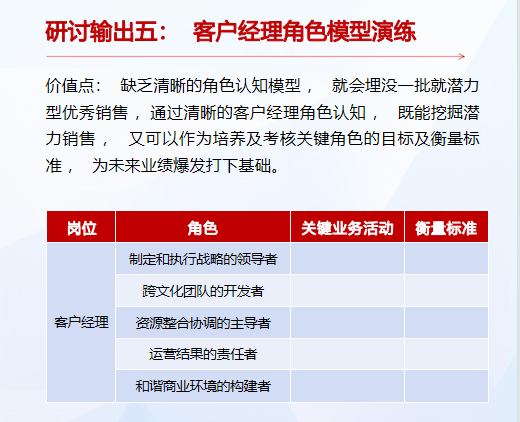 研讨输出五： 客户经理角色模型演练
价值点： 缺乏清晰的角色认知模型， 就会埋没一批就潜力
型优秀销售，通过清晰的客户经理角色认知， 既能挖掘潜
力销售， 又可以作为培养及考核关键角色的目标及衡量标
准， 为未来业绩爆发打下基础。
岗位 角色 关键业务活动 衡量标准
客户经理
制定和执行战略的领导者
跨文化团队的开发者
资源整合协调的主导者
运营结果的责任者
和谐商业环境的构建者